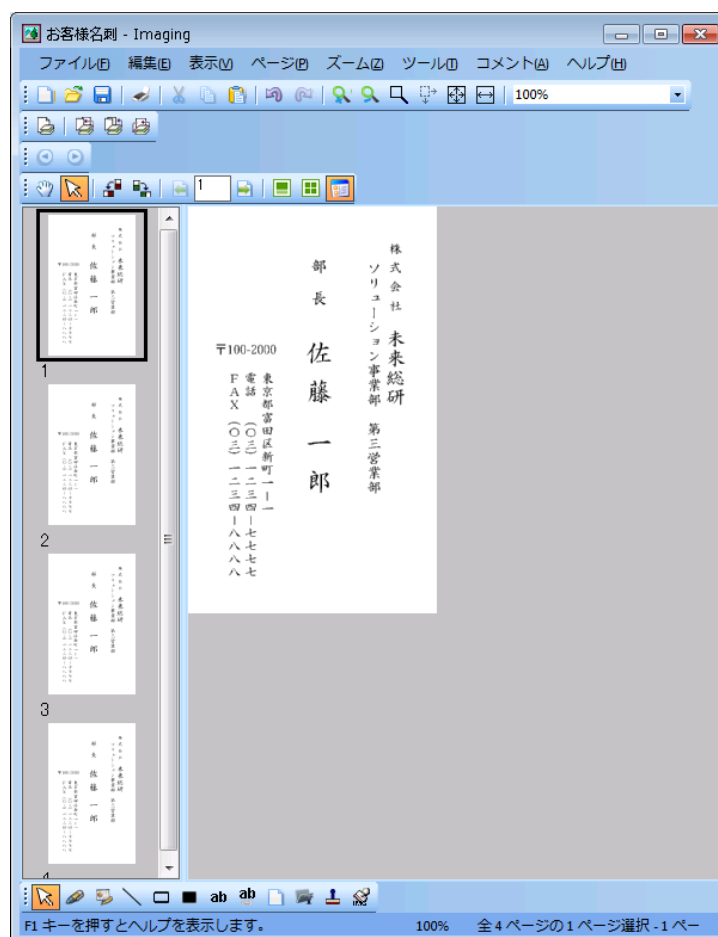 お客様名刺 - Imaging
ファイル(F) 編集(E) 表示(V) ページ(P) ズーム(Z) ツール(T) コメント(A) ヘルプ(H)
100%
1
1
2
3
4
株式会社 未来総研
ソリューション事業部 第三営業部
部長 佐藤 一郎
〒100-2000
東京都富田区新町一ー一
電話 (〇三) 一二三四ー七七七七
FAX (〇三) 一二三四ー八八八八
ab ab
F1 キーを押すとヘルプを表示します。 100% 全 4 ページの 1 ページ選択 - 1 ペー